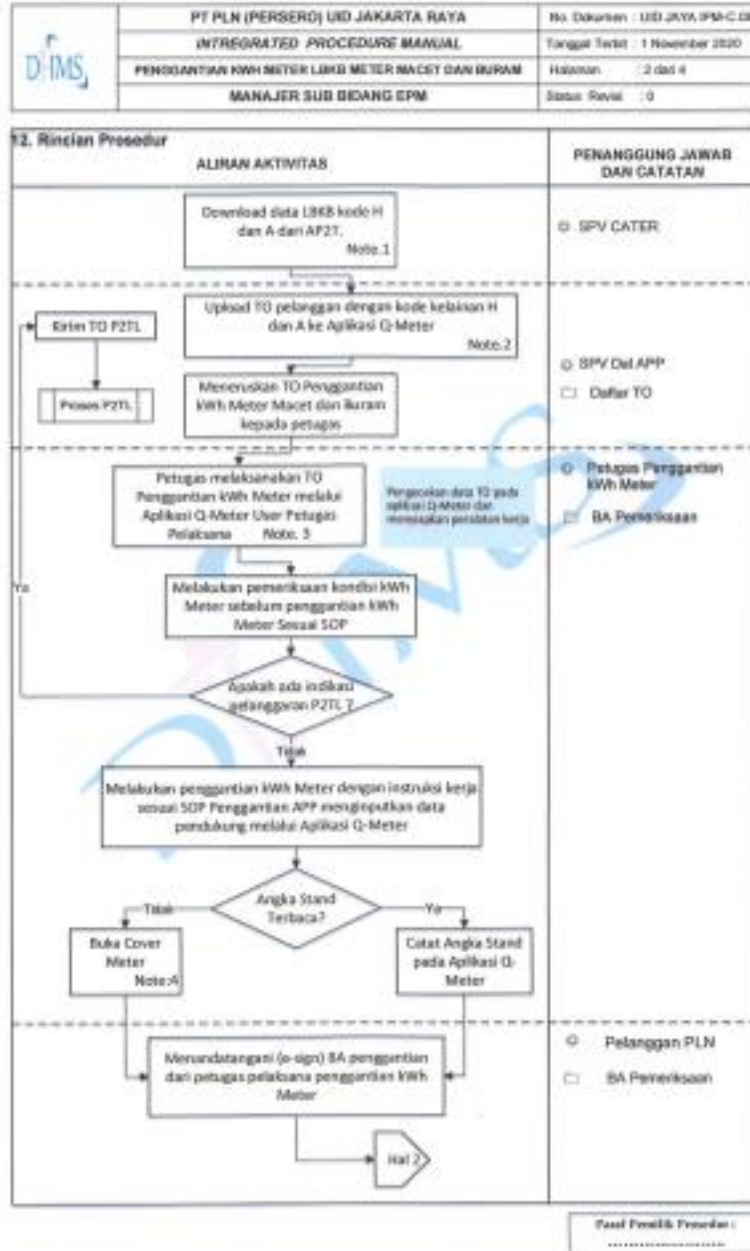 PT PLN (PERSERO) UID JAKARTA RAYA
INTREGRATED PROCEDURE MANUAL
PENGGANTIAN KWH METER LBKB METER MACET DAN BURAM
MANAJER SUB BIDANG EPM
No. Dokumen : UID JAYA IPM-C.
Tanggal Terbit : 1 November 2020
Halaman : 2 dari 4
Status Revisi : 0
12. Rincian Prosedur
ALIRAN AKTIVITAS
PENANGGUNG JAWAB
DAN CATATAN
Download data LBKB kode H
dan A dari AP2T.
Note.1
SPV CATER
Kirim TO P2TL
Upload TO pelanggan dengan kode kelainan H
dan A ke Aplikasi Q-Meter
Note.2
Proses P2TL
Meneruskan TO Penggantian
kWh Meter Macet dan Buram
kepada petugas
SPV Dal APP
Daftar TO
Petugas melaksanakan TO
Penggantian kWh Meter melalui
Aplikasi Q-Meter User Petugas
Pelaksana Note. 3
Pengecekan data TO pada
aplikasi Q-Meter dan
menyiapkan peralatan kerja
Petugas Penggantian
kWh Meter
BA Pemeriksaan
Ya
Melakukan pemeriksaan kondisi kWh
Meter sebelum penggantian kWh
Meter Sesuai SOP
Apakah ada indikasi
pelanggaran P2TL ?
Tidak
Melakukan penggantian kWh Meter dengan instruksi kerja
sesuai SOP Penggantian APP menginputkan data
pendukung melalui Aplikasi Q-Meter
Angka Stand
Terbaca?
Tidak
Ya
Buka Cover
Meter
Note:4
Catat Angka Stand
pada Aplikasi Q-
Meter
Menandatangani (e-sign) BA penggantian
dari petugas pelaksana penggantian kWh
Meter
Pelanggan PLN
BA Pemeriksaan
Hal 2
Paraf Pemilik Prosedur :